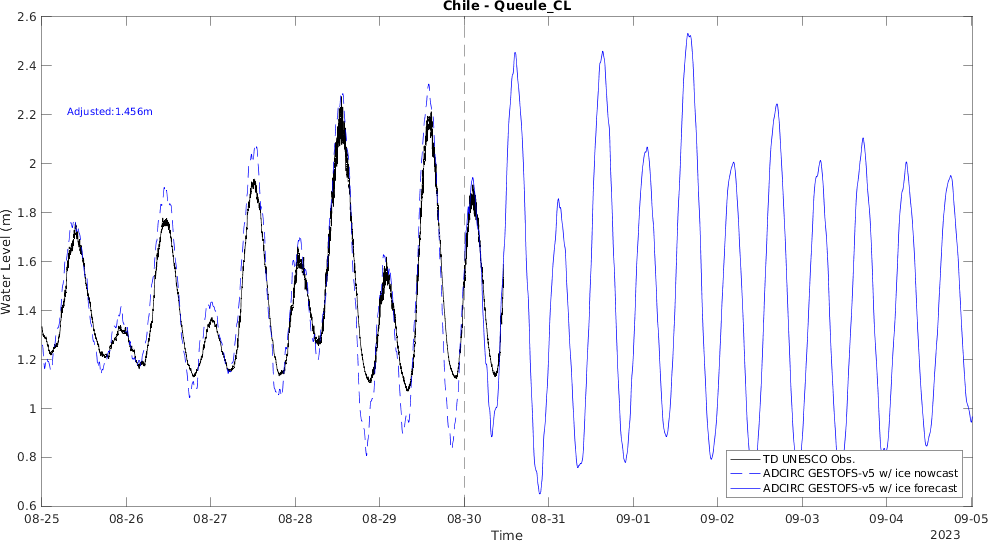 Chile - Queule_CL
2.6
2.4
2.2
2
1.8
1.6
1.4
1.2
1
0.8
0.6
Water Level (m)
Adjusted:1.456m
TD UNESCO Obs.
ADCIRC GESTOFS-v5 w/ ice nowcast
ADCIRC GESTOFS-v5 w/ ice forecast
08-25 08-26 08-27 08-28 08-29 08-30 08-31 09-01 09-02 09-03 09-04 09-05
Time
2023